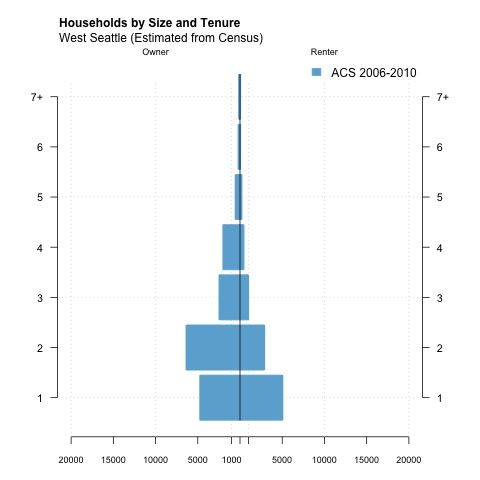 Households by Size and Tenure
West Seattle (Estimated from Census)
Owner Renter
ACS 2006-2010
7+ 7+
6 6
5 5
4 4
3 3
2 2
1 1
20000 15000 10000 5000 1000 5000 10000 15000 20000